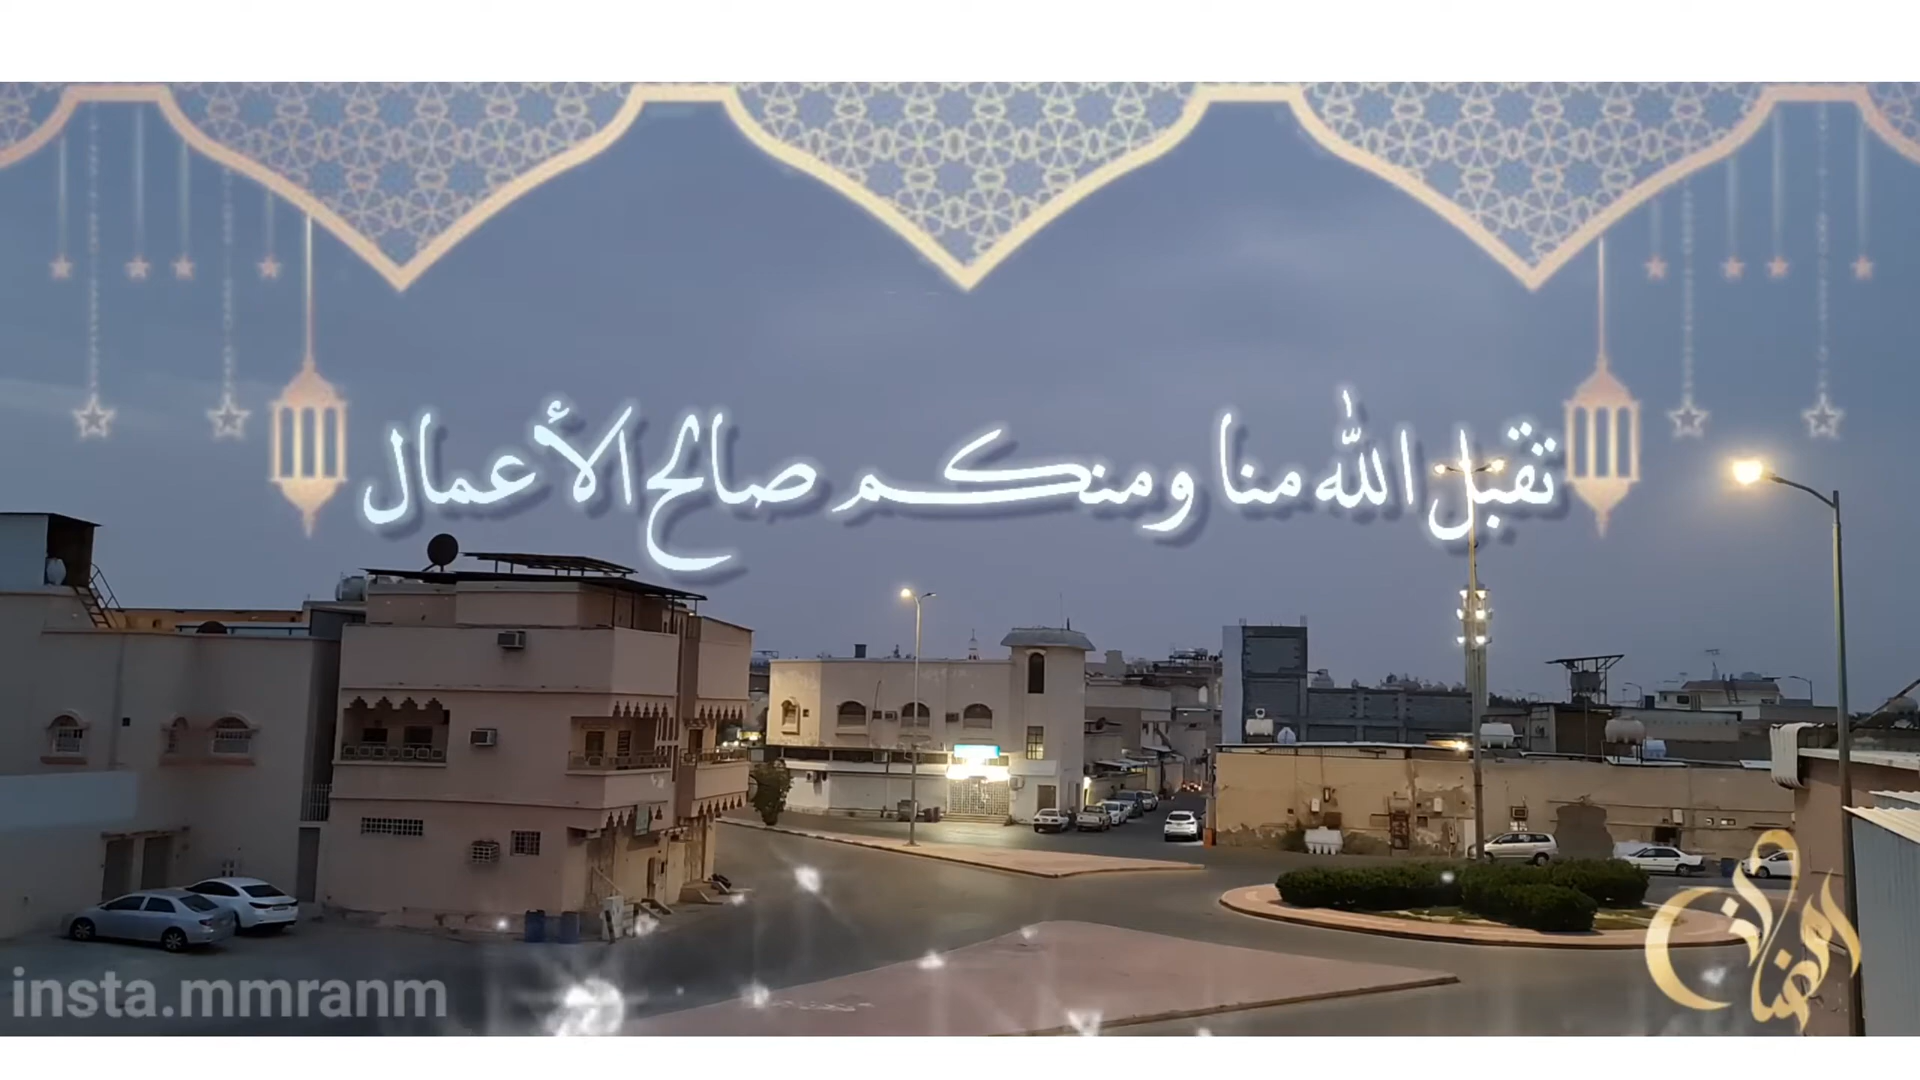 تقبل الله منا ومنكم صالح الأعمال
insta.mmranm